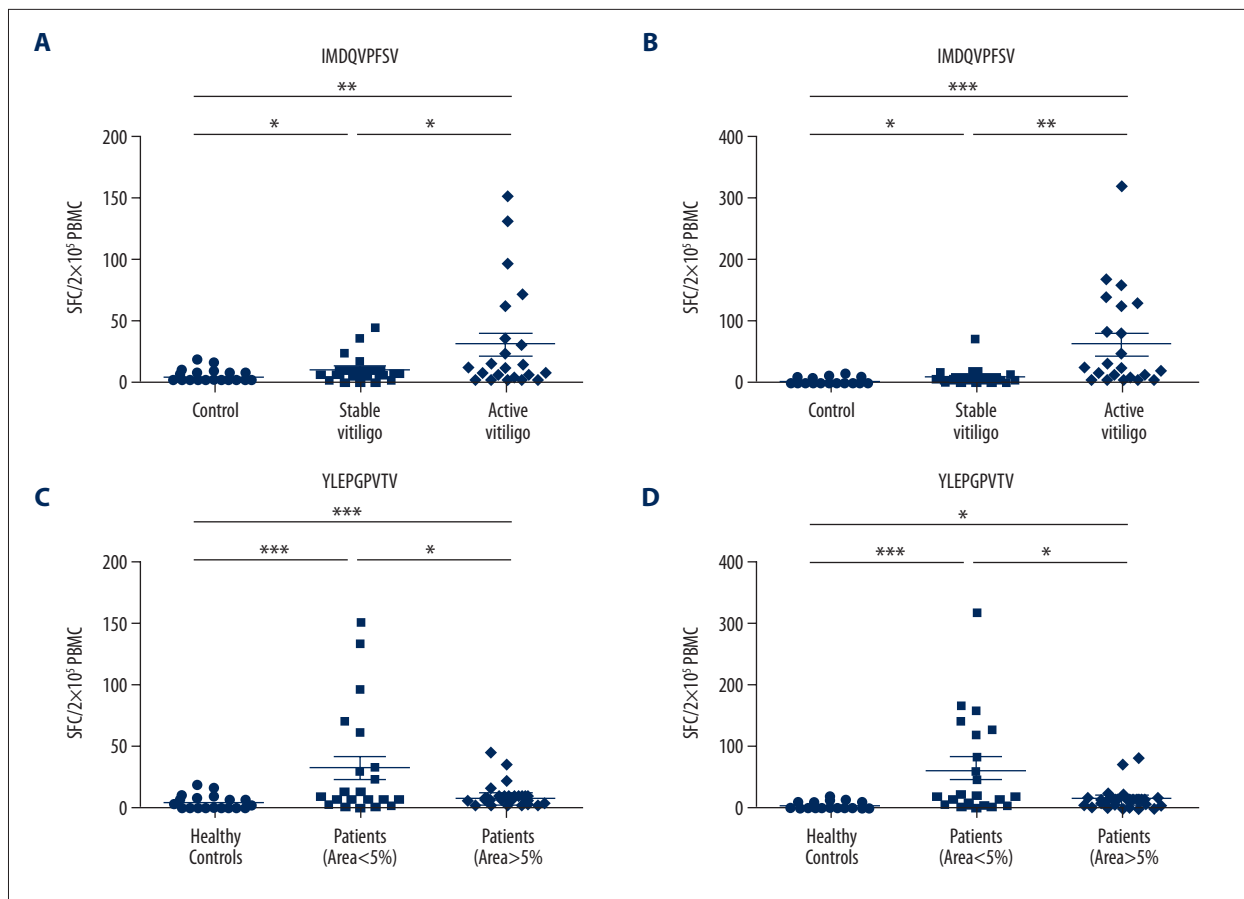 A
IMDQVPFSV
**
*
*
SFC/2×10⁵ PBMC
200
150
100
50
0
Control
Stable
vitiligo
Active
vitiligo
B
IMDQVPFSV
***
*
**
SFC/2×10⁵ PBMC
400
300
200
100
0
Control
Stable
vitiligo
Active
vitiligo
C
YLEPGPVTV
***
***
*
SFC/2×10⁵ PBMC
200
150
100
50
0
Healthy
Controls
Patients
(Area<5%)
Patients
(Area>5%
D
YLEPGPVTV
*
***
*
SFC/2×10⁵ PBMC
400
300
200
100
0
Healthy
Controls
Patients
(Area<5%)
Patients
(Area>5%